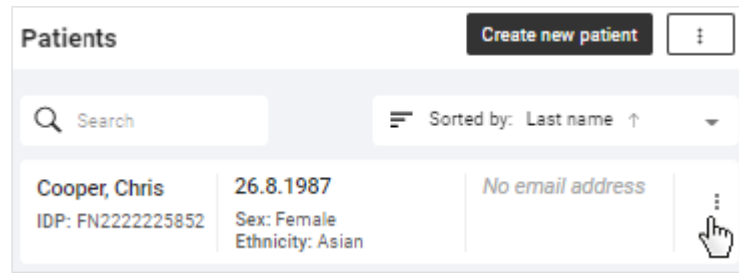 Patients
Create new patient
Search
Sorted by: Last name ↑
Cooper, Chris
IDP: FN2222225852
26.8.1987
Sex: Female
Ethnicity: Asian
No email address